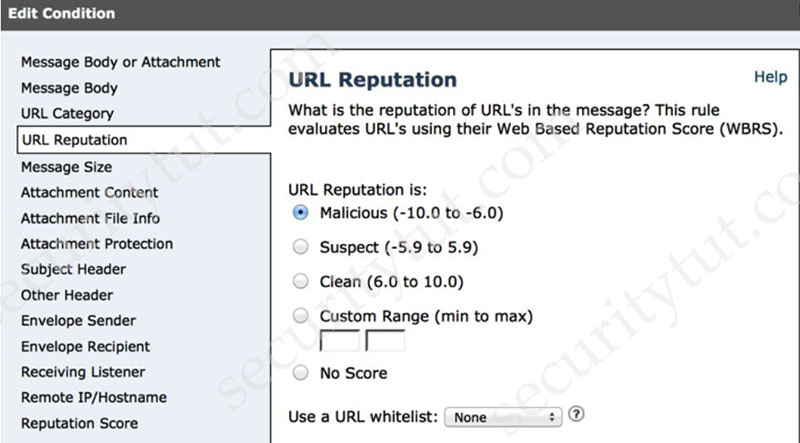 Edit Condition
Message Body or Attachment
Message Body
URL Category
URL Reputation
Message Size
Attachment Content
Attachment File Info
Attachment Protection
Subject Header
Other Header
Envelope Sender
Envelope Recipient
Receiving Listener
Remote IP/Hostname
Reputation Score
URL Reputation
Help
What is the reputation of URL's in the message? This rule
evaluates URL's using their Web Based Reputation Score (WBRS).
URL Reputation is:
Malicious (-10.0 to -6.0)
Suspect (-5.9 to 5.9)
Clean (6.0 to 10.0)
Custom Range (min to max)
No Score
Use a URL whitelist: None ?
securitytut.com
securitytut.com